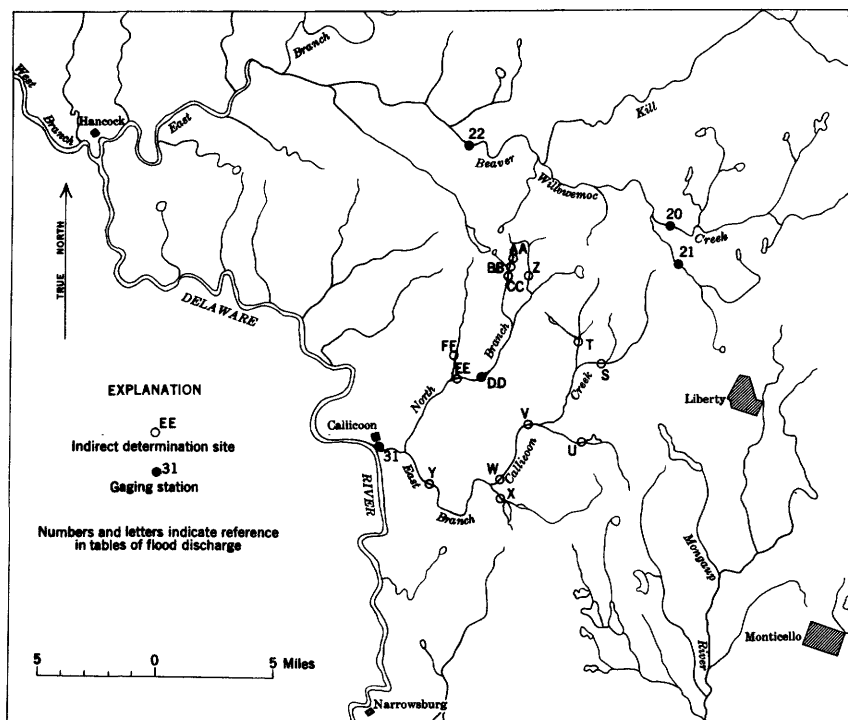 West
Branch
Hancock
East
Branch
22
Beaver
Kill
Willowemoc
20
Creek
21
TRUE NORTH
DELAWARE
AA
BB
Z
CC
T
FF
Branch
EE
DD
S
North
Creek
EXPLANATION
EE
Indirect determination site
31
Gaging station
Numbers and letters indicate reference
in tables of flood discharge
Liberty
Callicoon
31
V
U
East
Y
W
Callicoon
X
Branch
RIVER
Mongaup
River
Monticello
5 0 5 Miles
Narrowsburg